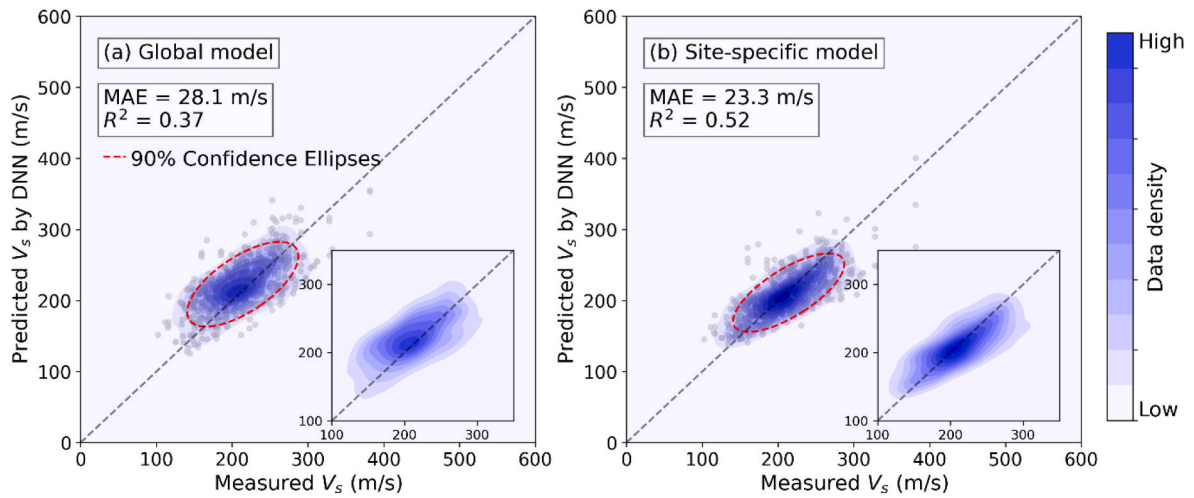 600
500
400
300
200
100
0
Predicted Vs by DNN (m/s)
(a) Global model
MAE = 28.1 m/s
R² = 0.37
90% Confidence Ellipses
300
200
100
100
200
300
0
100
200
300
400
500
600
Measured Vs (m/s)
600
500
400
300
200
100
0
Predicted Vs by DNN (m/s)
(b) Site-specific model
MAE = 23.3 m/s
R² = 0.52
300
200
100
100
200
300
0
100
200
300
400
500
600
Measured Vs (m/s)
High
Data density
Low